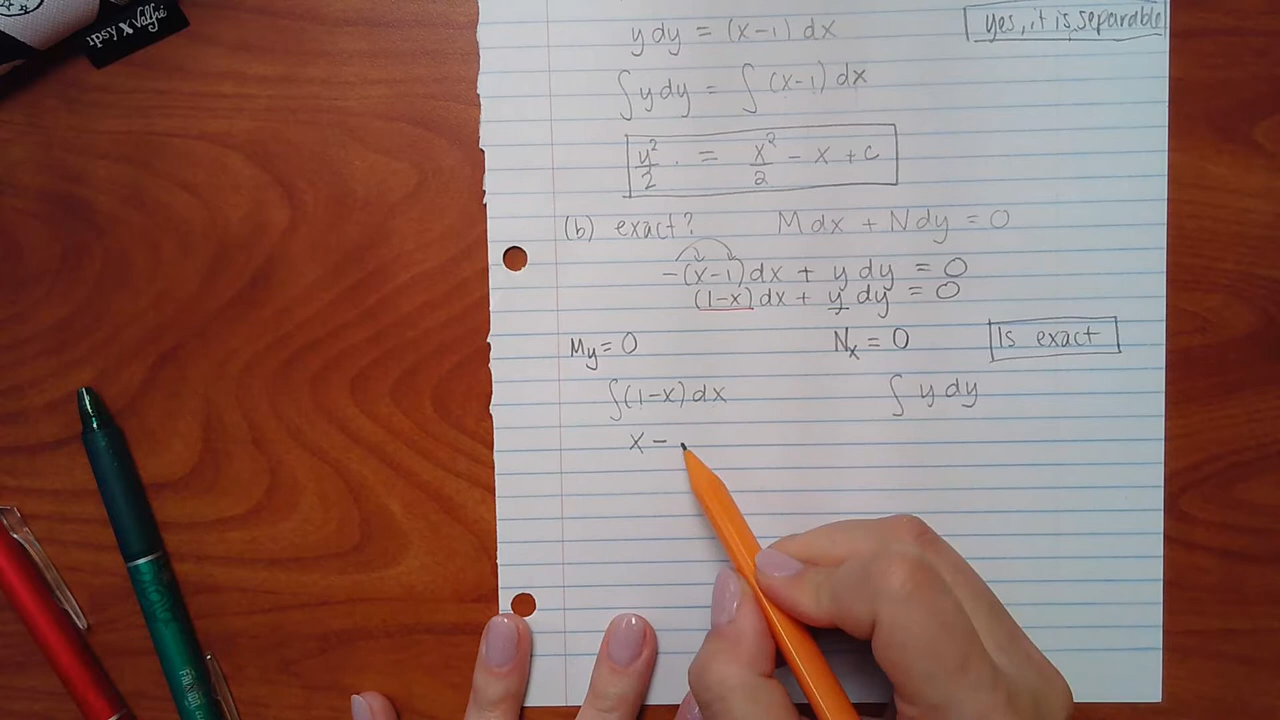 ipsy x Valfré
y dy = (x-1) dx
yes, it is separable
∫ y dy = ∫ (x-1) dx
y²/2 = x²/2 - x + c
(b) exact? M dx + N dy = 0
-(x-1) dx + y dy = 0
(1-x) dx + y dy = 0
My = 0 Nx = 0 Is exact
∫(1-x) dx ∫ y dy
x -